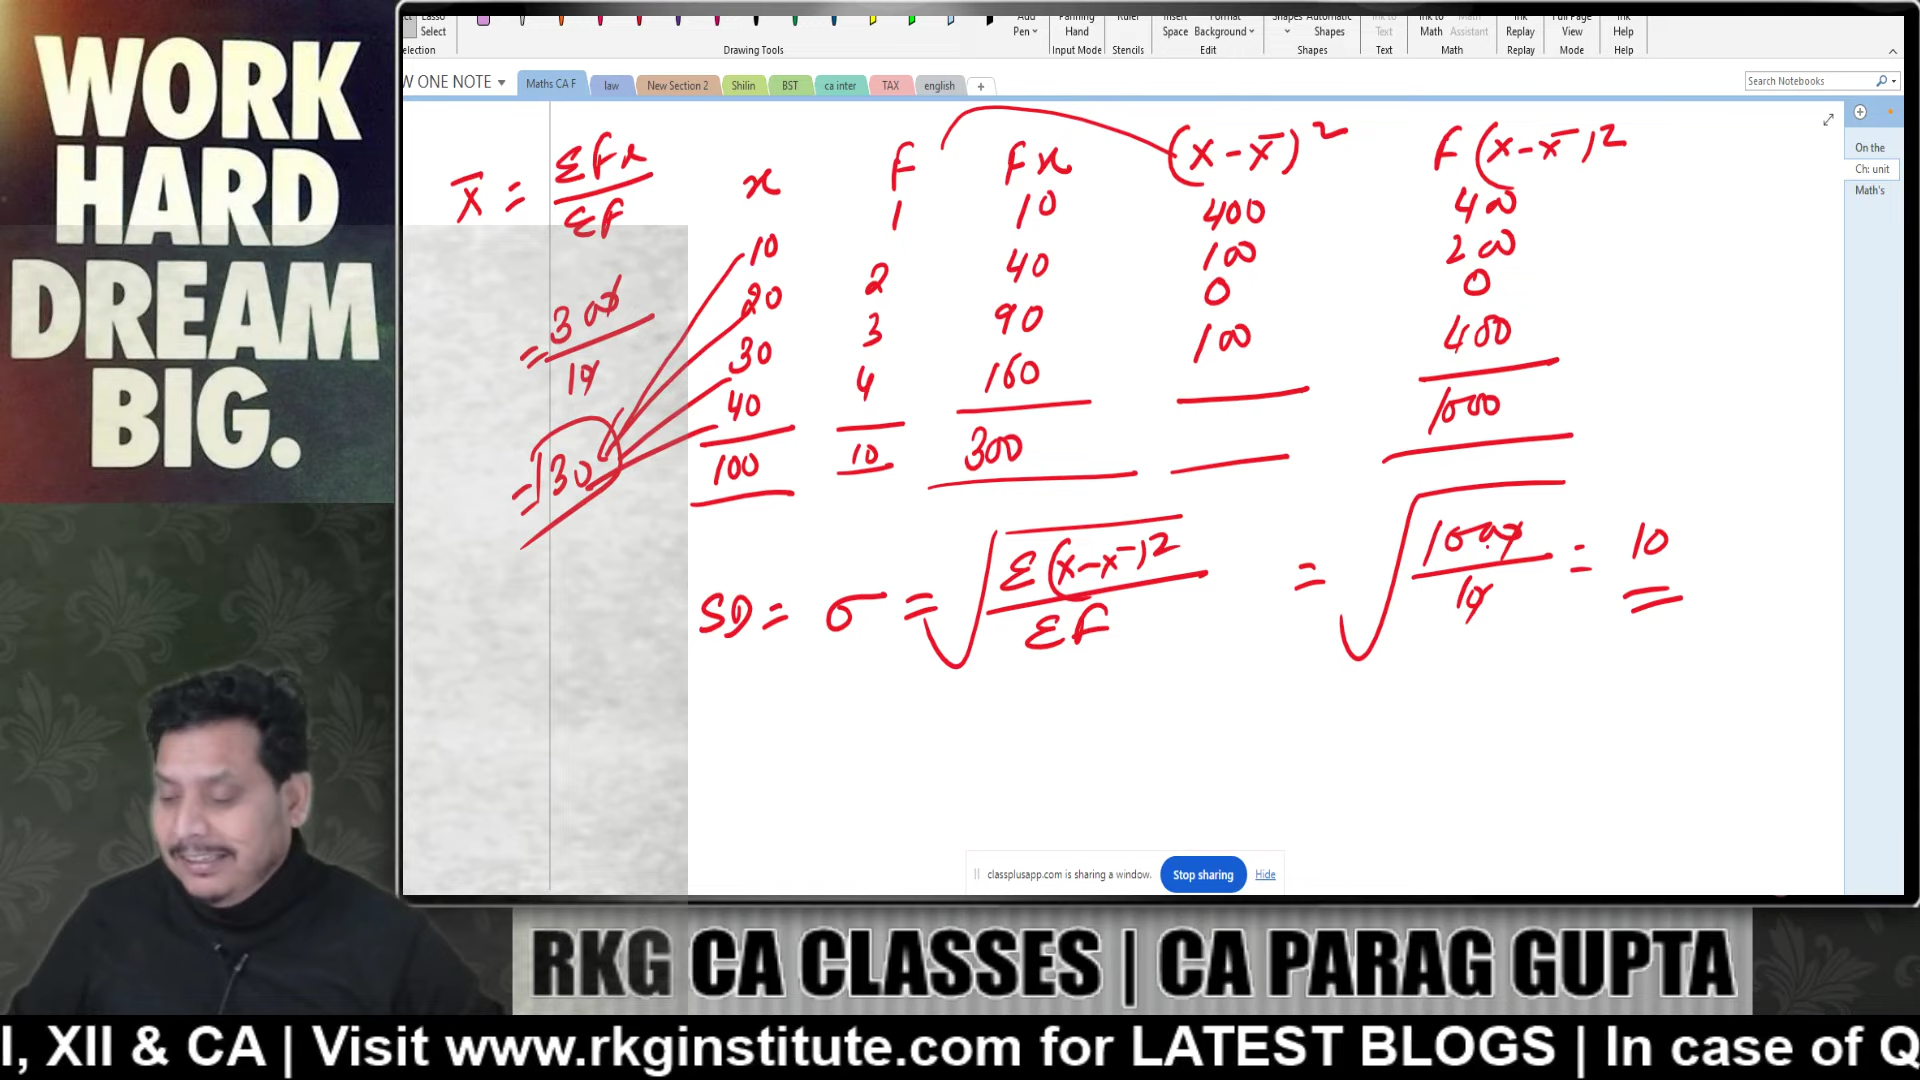 WORK
HARD
DREAM
BIG.
Lasso
Select
Add
Pen
Panning
Hand
Ruler
Insert
Space
Format
Background
Shapes
Automatic
Shapes
Ink to
Text
Ink to
Math
Math
Assistant
Ink
Replay
Full Page
View
Ink
Help
election
Drawing Tools
Input Mode
Stencils
Edit
Shapes
Text
Math
Replay
Mode
Help
W ONE NOTE
Maths CA F
law
New Section 2
Shilin
BST
ca inter
TAX
english
+
Search Notebooks
On the
Ch: unit
Math's
x̄ = Σfx / Σf
= 300 / 10
= 30
x F Fx (x-x̄)² F(x-x̄)²
10 1 10 400 400
20 2 40 100 200
30 3 90 0 0
40 4 160 100 400
100 10 300 1000
SD = σ = √(Σ(x-x̄)² / ΣF) = √(1000 / 10) = 10
classplusapp.com is sharing a window.
Stop sharing
Hide
RKG CA CLASSES | CA PARAG GUPTA
I, XII & CA | Visit www.rkginstitute.com for LATEST BLOGS | In case of Q